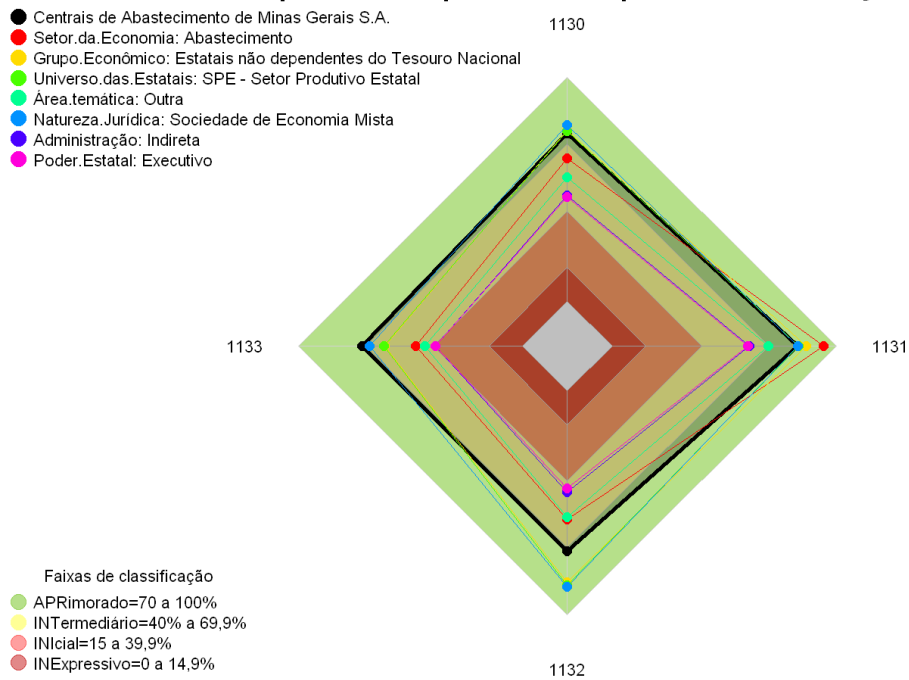 1130
Centrais de Abastecimento de Minas Gerais S.A.
Setor.da.Economia: Abastecimento
Grupo.Econômico: Estatais não dependentes do Tesouro Nacional
Universo.das.Estatais: SPE - Setor Produtivo Estatal
Área.temática: Outra
Natureza.Jurídica: Sociedade de Economia Mista
Administração: Indireta
Poder.Estatal: Executivo
1133
1131
Faixas de classificação
APRimorado=70 a 100%
INTermediário=40% a 69,9%
INIcial=15 a 39,9%
INExpressivo=0 a 14,9%
1132